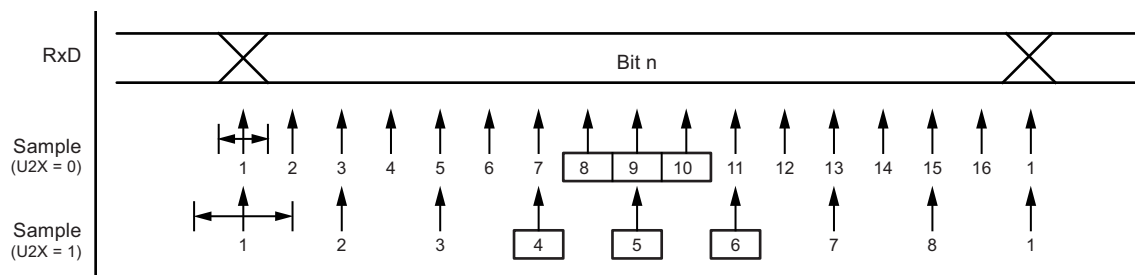 RxD
Bit n
Sample
(U2X = 0)
1 2 3 4 5 6 7 8 9 10 11 12 13 14 15 16 1
Sample
(U2X = 1)
1 2 3 4 5 6 7 8 1